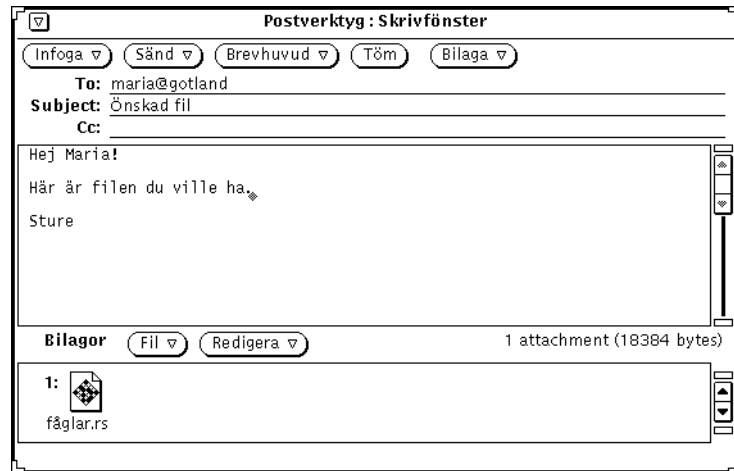 Postverktyg : Skrivfönster
Infoga Sänd Brevhuvud Töm Bilaga
To: maria@gotland
Subject: Önskad fil
Cc:
Hej Maria!
Här är filen du ville ha.
Sture
Bilagor Fil Redigera 1 attachment (18384 bytes)
1:
fåglar.rs